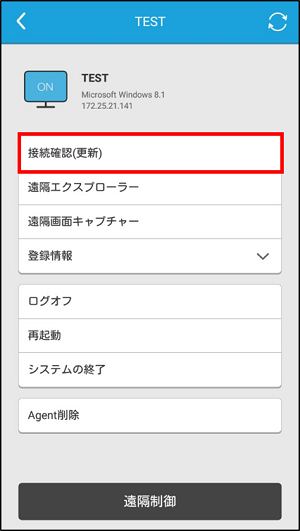 TEST
ON
TEST
Microsoft Windows 8.1
172.25.21.141
接続確認(更新)
遠隔エクスプローラー
遠隔画面キャプチャー
登録情報
ログオフ
再起動
システムの終了
Agent削除
遠隔制御